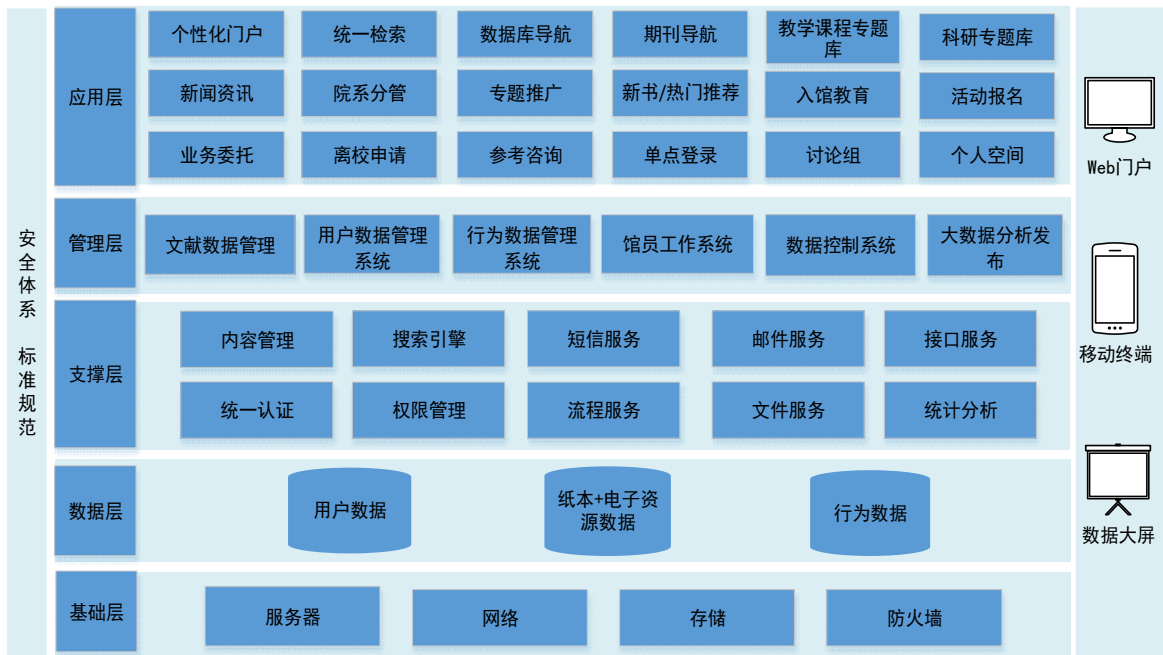 安全体系 标准规范
应用层
个性化门户
统一检索
数据库导航
期刊导航
教学课程专题
库
科研专题库
新闻资讯
院系分管
专题推广
新书/热门推荐
入馆教育
活动报名
业务委托
离校申请
参考咨询
单点登录
讨论组
个人空间
管理层
文献数据管理
用户数据管理
系统
行为数据管理
系统
馆员工作系统
数据控制系统
大数据分析发
布
支撑层
内容管理
搜索引擎
短信服务
邮件服务
接口服务
统一认证
权限管理
流程服务
文件服务
统计分析
数据层
用户数据
纸本+电子资
源数据
行为数据
基础层
服务器
网络
存储
防火墙
Web门户
移动终端
数据大屏